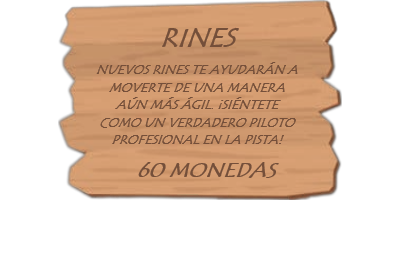 RINES
NUEVOS RINES TE AYUDARÁN A
MOVERTE DE UNA MANERA
AÚN MÁS ÁGIL. ¡SIÉNTETE
COMO UN VERDADERO PILOTO
PROFESIONAL EN LA PISTA!
60 MONEDAS